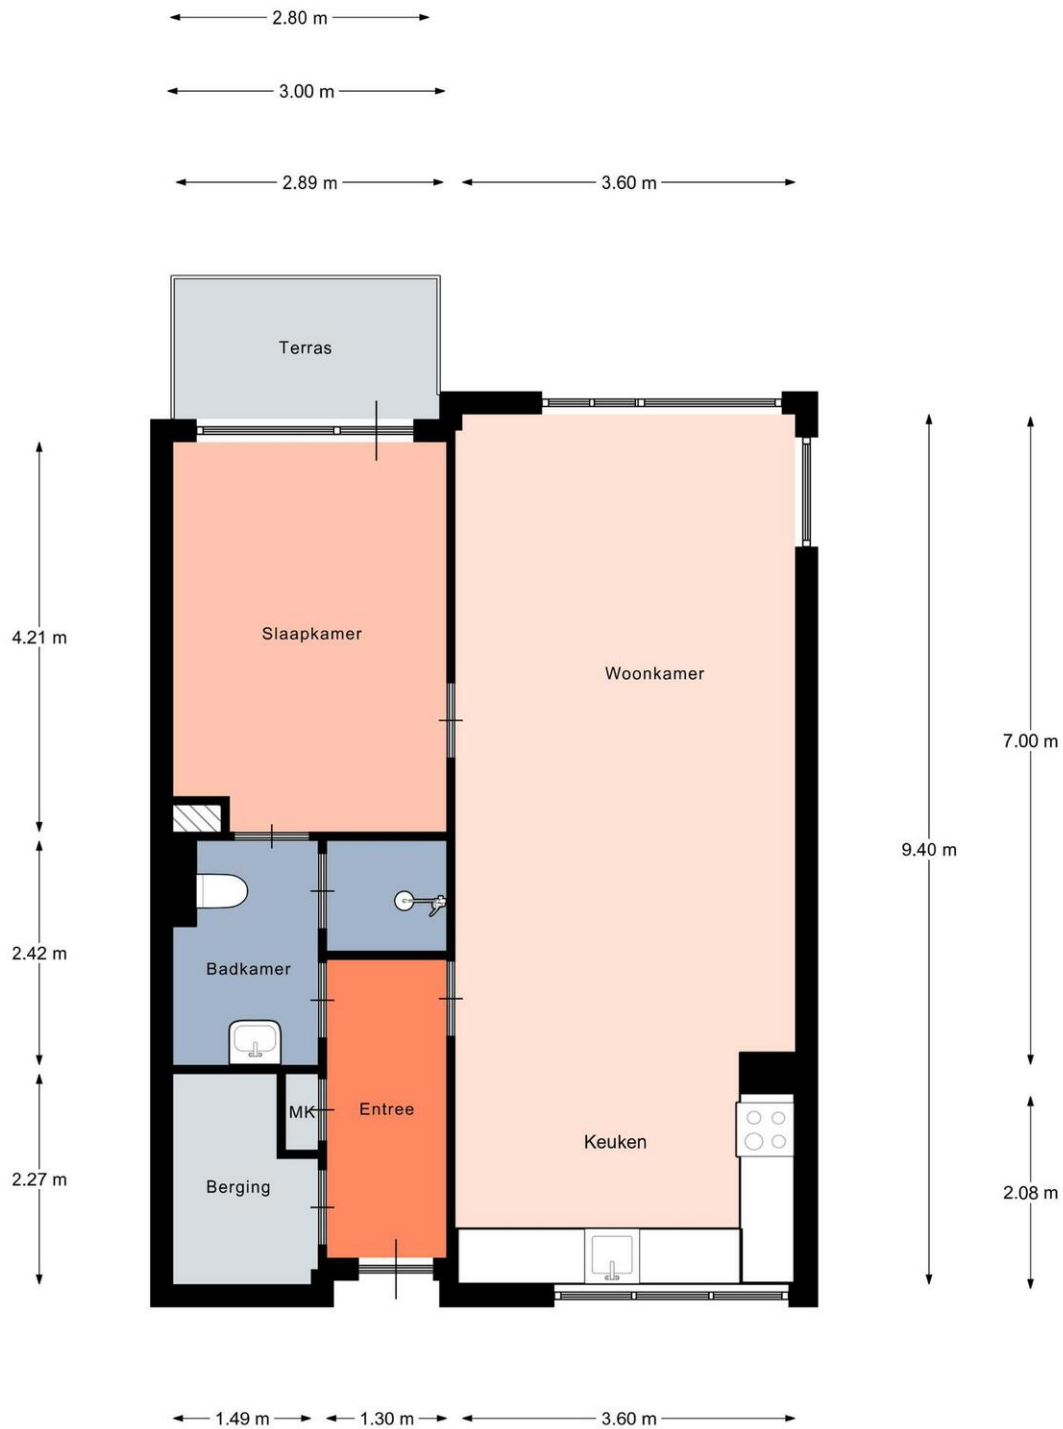 2.80 m
3.00 m
2.89 m
3.60 m
Terras
4.21 m
Slaapkamer
Woonkamer
7.00 m
9.40 m
2.42 m
Badkamer
MK
Entree
Keuken
2.27 m
Berging
2.08 m
1.49 m
1.30 m
3.60 m